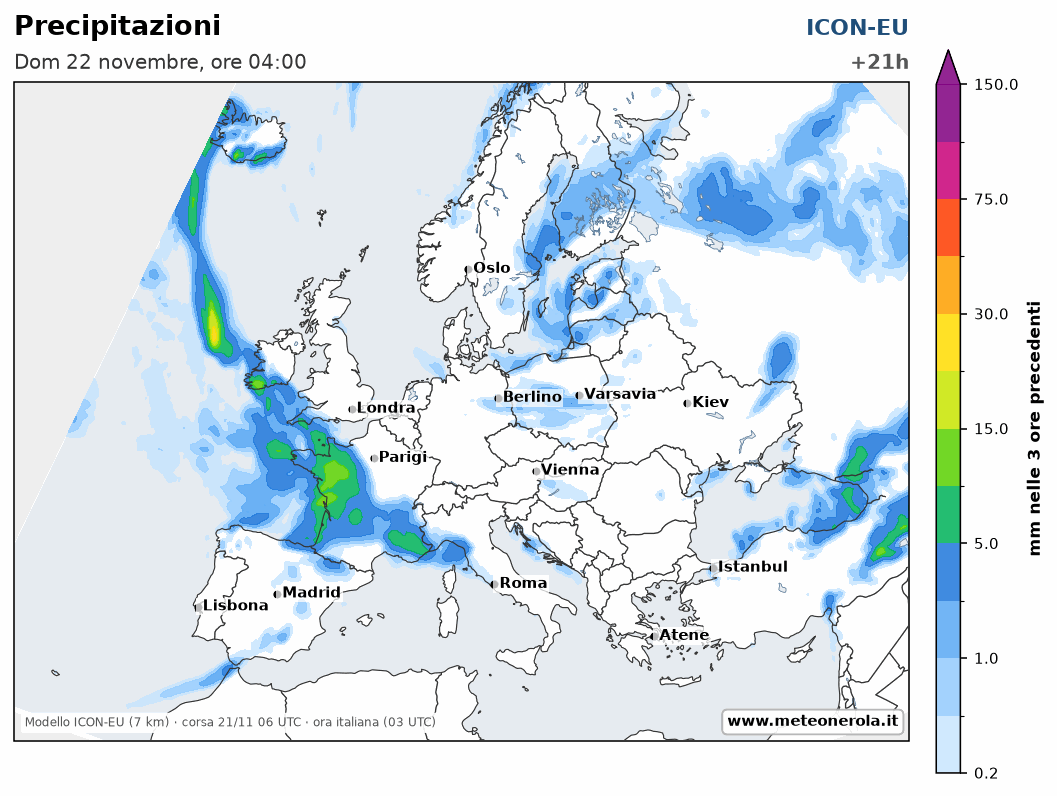 Precipitazioni
ICON-EU
Dom 22 novembre, ore 04:00
+21h
150.0
75.0
30.0
15.0
5.0
1.0
0.2
mm nelle 3 ore precedenti
Oslo
Londra
Berlino
Varsavia
Kiev
Parigi
Vienna
Istanbul
Roma
Madrid
Lisbona
Atene
Modello ICON-EU (7 km) · corsa 21/11 06 UTC · ora italiana (03 UTC)
www.meteonerola.it